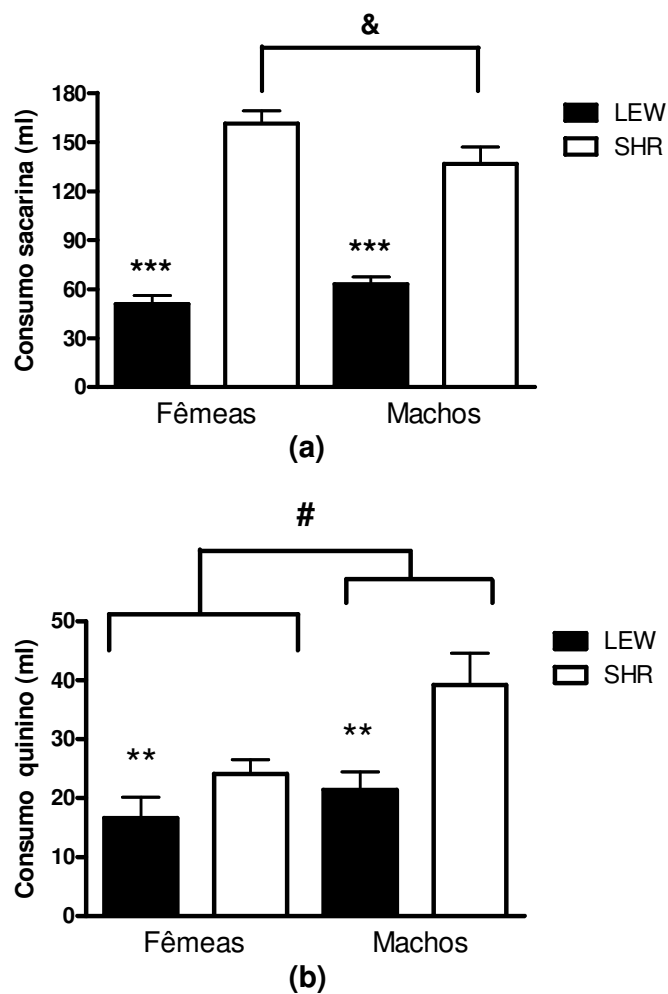 &
Consumo sacarina (ml)
180
150
120
90
60
30
0
***
***
LEW
SHR
Fêmeas
Machos
(a)
#
Consumo quinino (ml)
50
40
30
20
10
0
**
**
LEW
SHR
Fêmeas
Machos
(b)